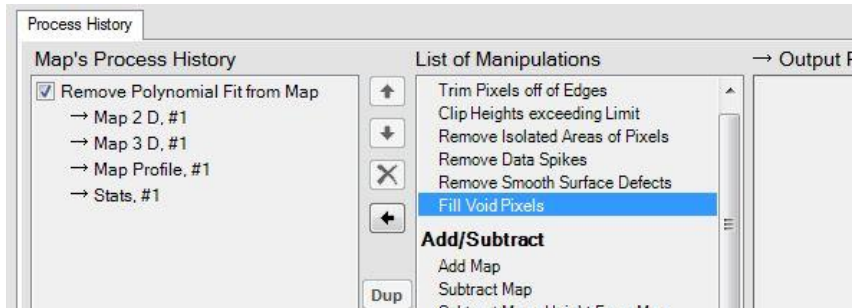 Process History
Map's Process History
List of Manipulations
→ Output
Remove Polynomial Fit from Map
→ Map 2 D, #1
→ Map 3 D, #1
→ Map Profile, #1
→ Stats, #1
Trim Pixels off of Edges
Clip Heights exceeding Limit
Remove Isolated Areas of Pixels
Remove Data Spikes
Remove Smooth Surface Defects
Fill Void Pixels
Add/Subtract
Add Map
Subtract Map
Dup